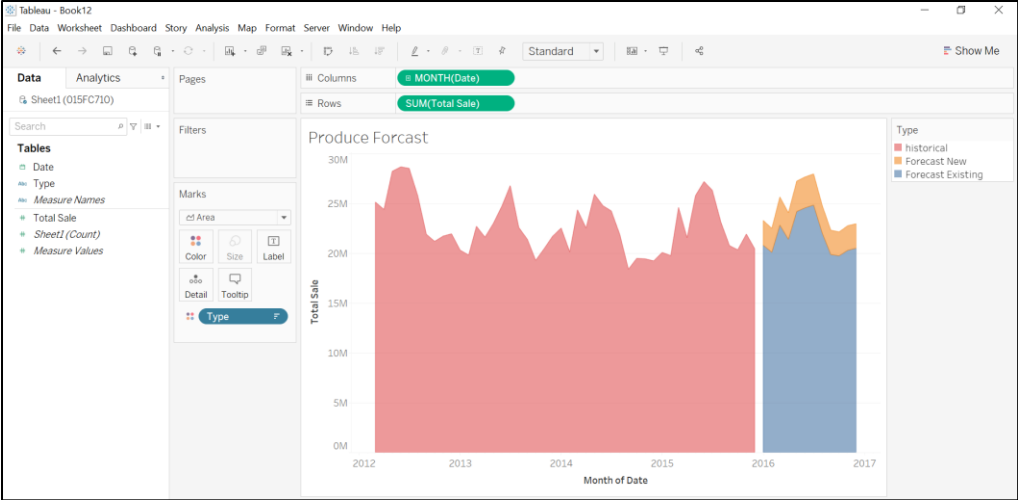 Tableau - Book12
File Data Worksheet Dashboard Story Analysis Map Format Server Window Help
Standard
Show Me
Data Analytics
Sheet1 (015FC710)
Search
Tables
Date
Abc Type
Abc Measure Names
# Total Sale
# Sheet1 (Count)
# Measure Values
Pages
Filters
Marks
Area
Color Size Label
Detail Tooltip
Type
Columns MONTH(Date)
Rows SUM(Total Sale)
Produce Forcast
30M
25M
20M
15M
10M
5M
0M
Total Sale
2012 2013 2014 2015 2016 2017
Month of Date
Type
historical
Forecast New
Forecast Existing